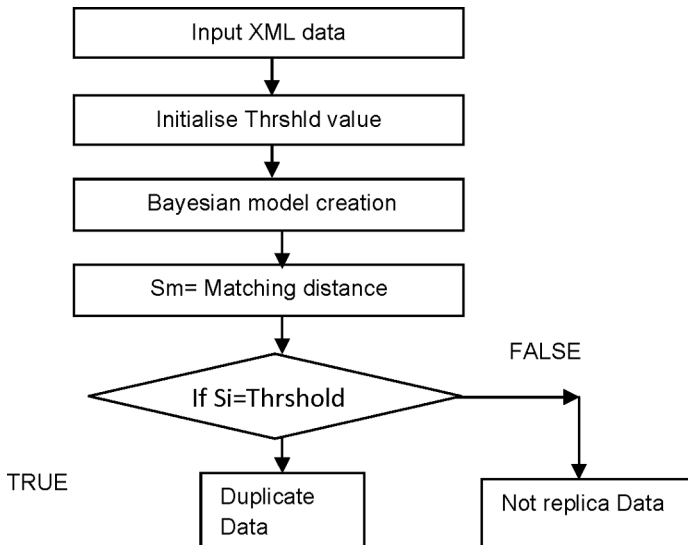 Input XML data
Initialise Thrshld value
Bayesian model creation
Sm= Matching distance
FALSE
If Si=Thrshold
TRUE
Duplicate
Data
Not replica Data